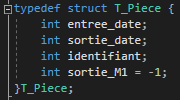 typedef struct T_Piece {
    int entree_date;
    int sortie_date;
    int identifiant;
    int sortie_M1 = -1;
}T_Piece;